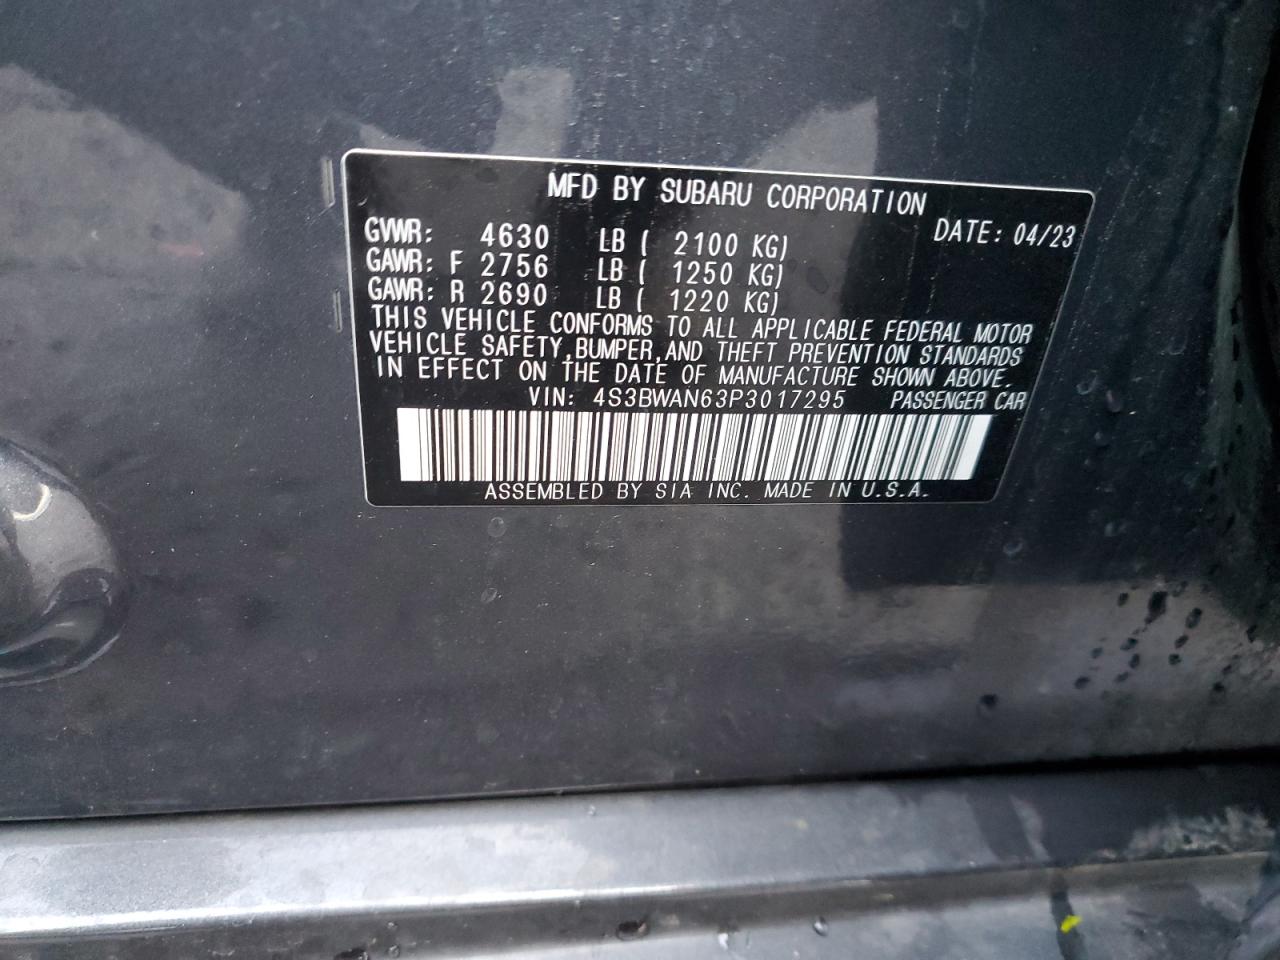 MFD BY SUBARU CORPORATION
DATE: 04/23
GVWR: 4630 LB ( 2100 KG)
GAWR: F 2756 LB ( 1250 KG)
GAWR: R 2690 LB ( 1220 KG)
THIS VEHICLE CONFORMS TO ALL APPLICABLE FEDERAL MOTOR
VEHICLE SAFETY,BUMPER,AND THEFT PREVENTION STANDARDS
IN EFFECT ON THE DATE OF MANUFACTURE SHOWN ABOVE.
VIN: 4S3BWAN63P3017295 PASSENGER CAR
ASSEMBLED BY SIA INC. MADE IN U.S.A.